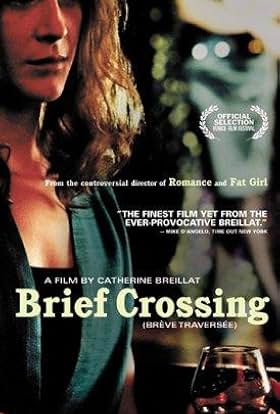 OFFICIAL
SELECTION
VENICE FILM FESTIVAL
From the controversial director of Romance and Fat Girl
"THE FINEST FILM YET FROM THE
EVER-PROVOCATIVE BREILLAT."
– MIKE D'ANGELO, TIME OUT NEW YORK
A FILM BY CATHERINE BREILLAT
Brief Crossing
(BRÈVE TRAVERSÉE)